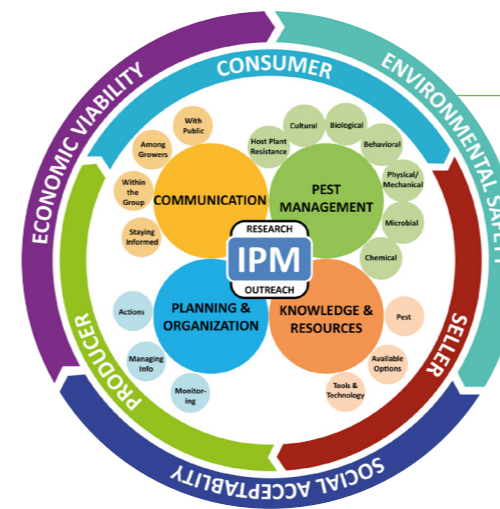 ECONOMIC VIABILITY
ENVIRONMENTAL SAFETY
SOCIAL ACCEPTABLITY
CONSUMER
SELLER
PRODUCER
COMMUNICATION
With
Public
Among
Growers
Within
the
Group
Staying
Informed
PEST
MANAGEMENT
Host Plant
Resistance
Cultural
Biological
Behavioral
Physical/
Mechanical
Microbial
Chemical
RESEARCH
IPM
OUTREACH
PLANNING &
ORGANIZATION
Actions
Managing
Info
Monitor-
ing
KNOWLEDGE &
RESOURCES
Pest
Available
Options
Tools &
Technology